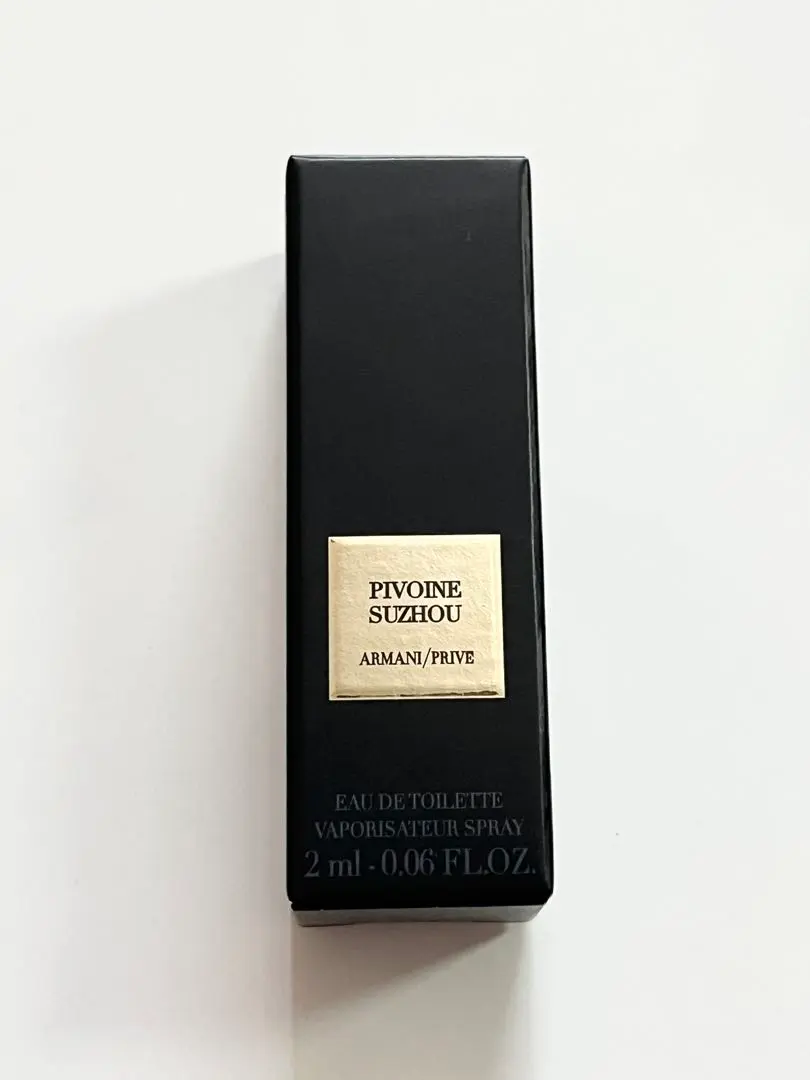 PIVOINE
SUZHOU
ARMANI/PRIVE
EAU DE TOILETTE
VAPORISATEUR SPRAY
2 ml - 0.06 FL.OZ.